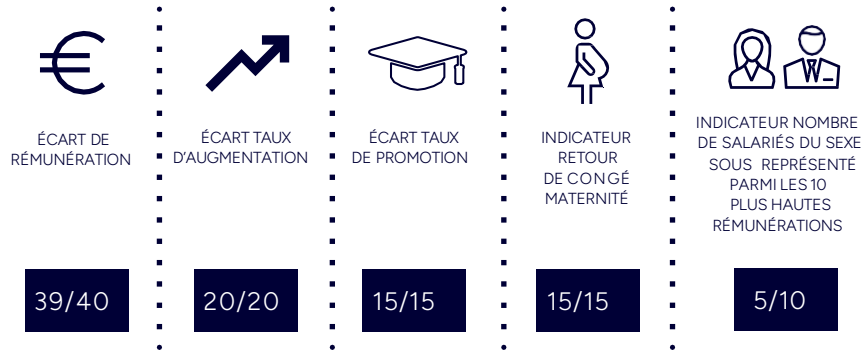 ÉCART DE
RÉMUNÉRATION
39/40
ÉCART TAUX
D'AUGMENTATION
20/20
ÉCART TAUX
DE PROMOTION
15/15
INDICATEUR
RETOUR
DE CONGÉ
MATERNITÉ
15/15
INDICATEUR NOMBRE
DE SALARIÉS DU SEXE
SOUS REPRÉSENTÉ
PARMI LES 10
PLUS HAUTES
RÉMUNÉRATIONS
5/10